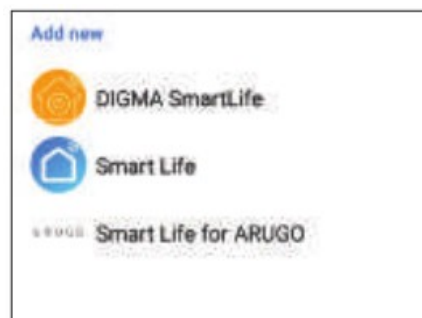 Add new
DIGMA SmartLife
Smart Life
Smart Life for ARUGO